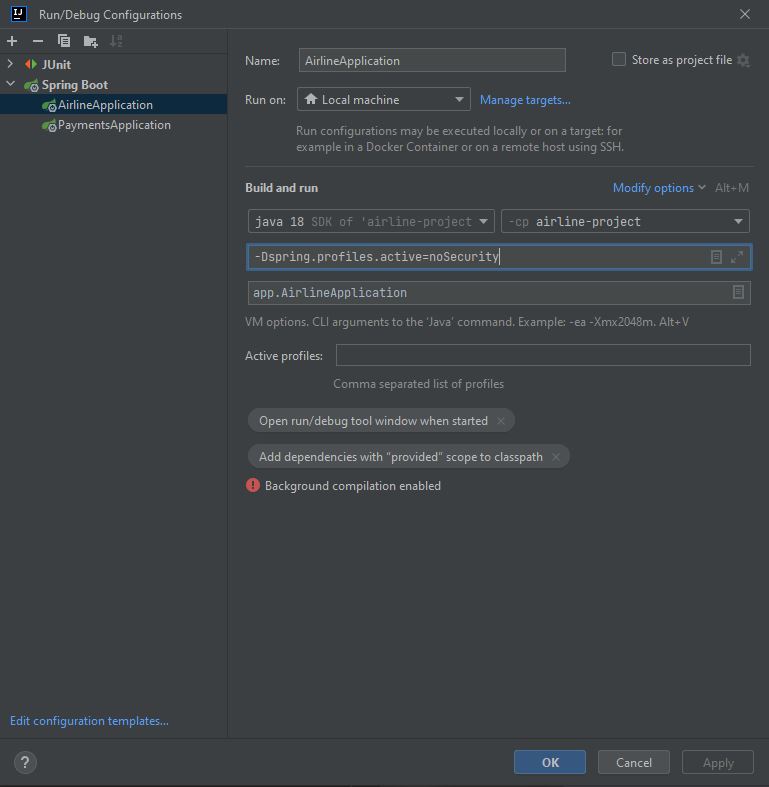 IJ Run/Debug Configurations
JUnit
Spring Boot
AirlineApplication
PaymentsApplication
Name: AirlineApplication Store as project file
Run on: Local machine Manage targets...
Run configurations may be executed locally or on a target: for
example in a Docker Container or on a remote host using SSH.
Build and run Modify options Alt+M
java 18 SDK of 'airline-project -cp airline-project
-Dspring.profiles.active=noSecurity
app.AirlineApplication
VM options. CLI arguments to the 'Java' command. Example: -ea -Xmx2048m. Alt+V
Active profiles:
Comma separated list of profiles
Open run/debug tool window when started
Add dependencies with "provided" scope to classpath
Background compilation enabled
Edit configuration templates...
? OK Cancel Apply